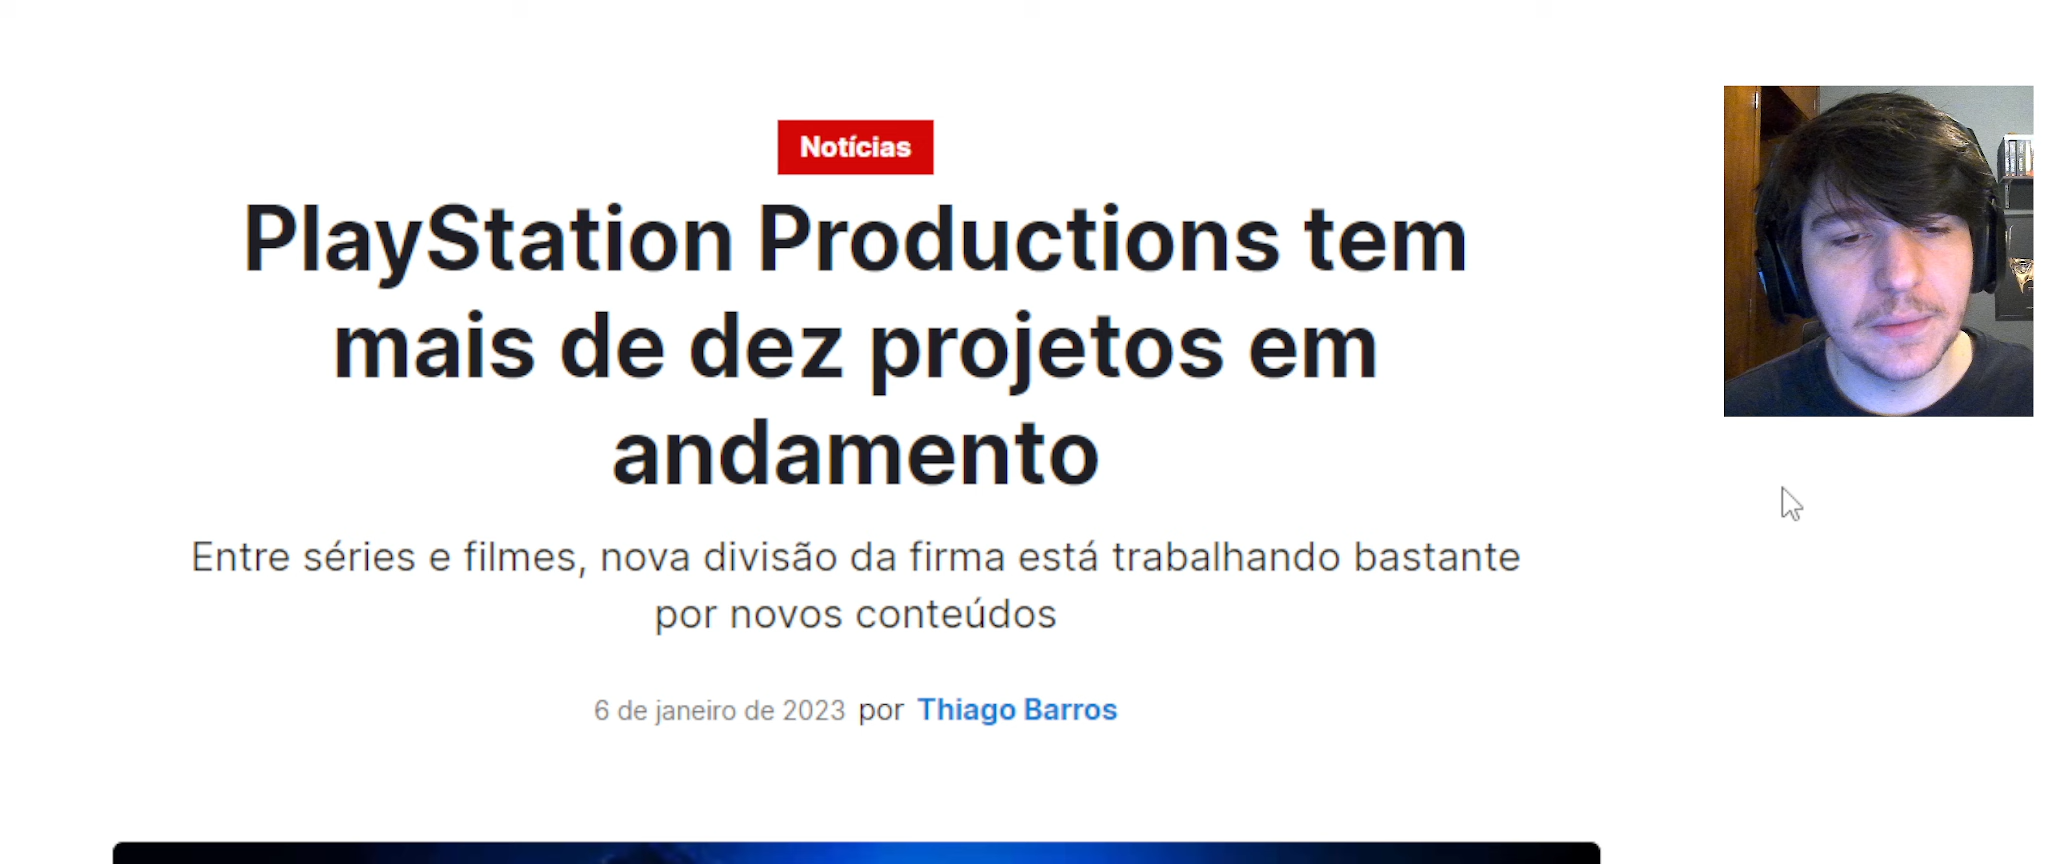 Notícias
PlayStation Productions tem
mais de dez projetos em
andamento
Entre séries e filmes, nova divisão da firma está trabalhando bastante
por novos conteúdos
6 de janeiro de 2023 por Thiago Barros